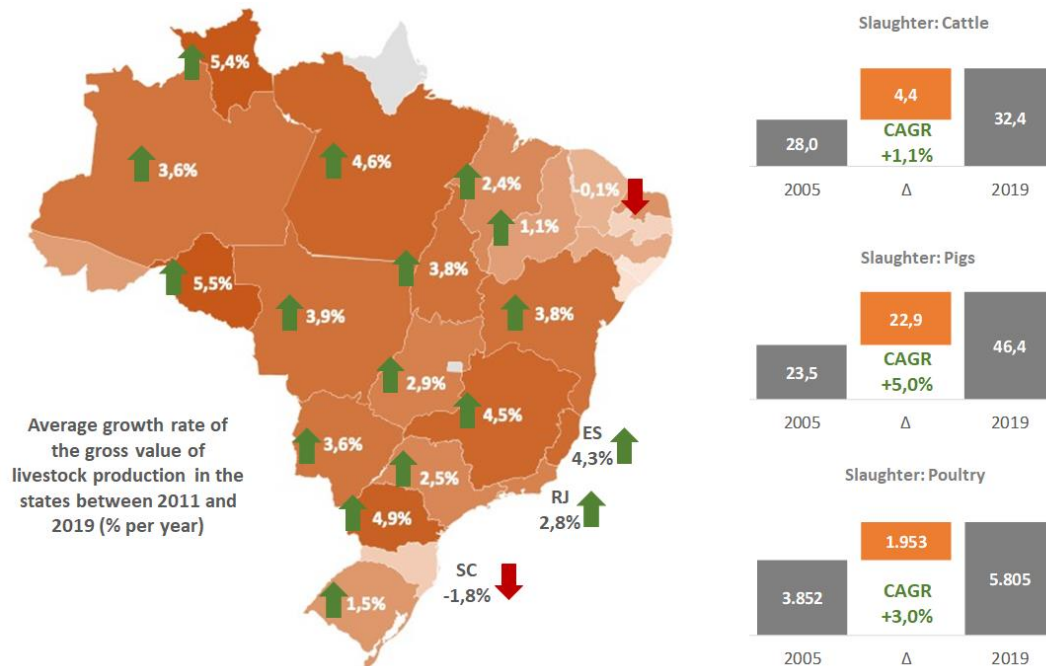 5,4%
3,6%
4,6%
2,4%
-0,1%
1,1%
5,5%
3,9%
3,8%
3,8%
2,9%
4,5%
3,6%
2,5%
ES
4,3%
RJ
2,8%
4,9%
SC
-1,8%
1,5%
Average growth rate of
the gross value of
livestock production in the
states between 2011 and
2019 (% per year)
Slaughter: Cattle
28,0
4,4
CAGR
+1,1%
32,4
2005 Δ 2019
Slaughter: Pigs
23,5
22,9
CAGR
+5,0%
46,4
2005 Δ 2019
Slaughter: Poultry
3.852
1.953
CAGR
+3,0%
5.805
2005 Δ 2019